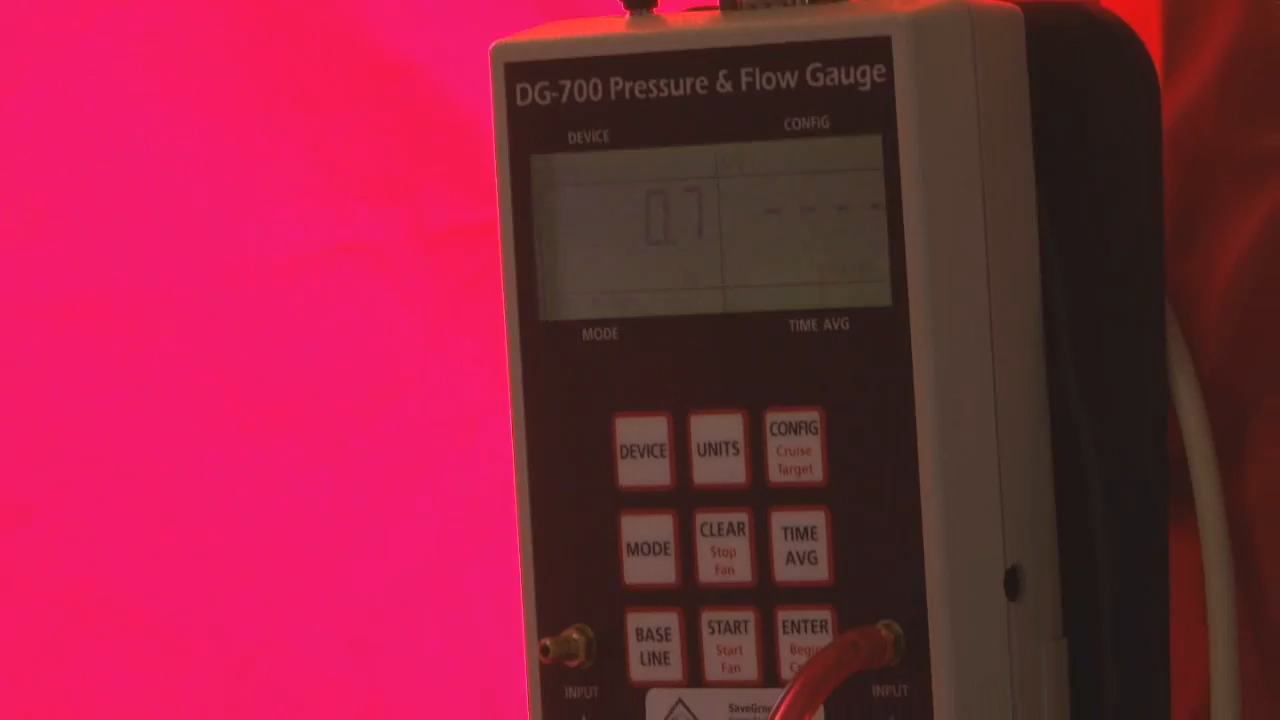 DG-700 Pressure & Flow Gauge
DEVICE CONFIG
0.7 - - - -
MODE TIME AVG
DEVICE UNITS CONFIG
Cruise
Target
MODE CLEAR
Stop
Fan
TIME
AVG
BASE
LINE
START
Start
Fan
ENTER
INPUT INPUT